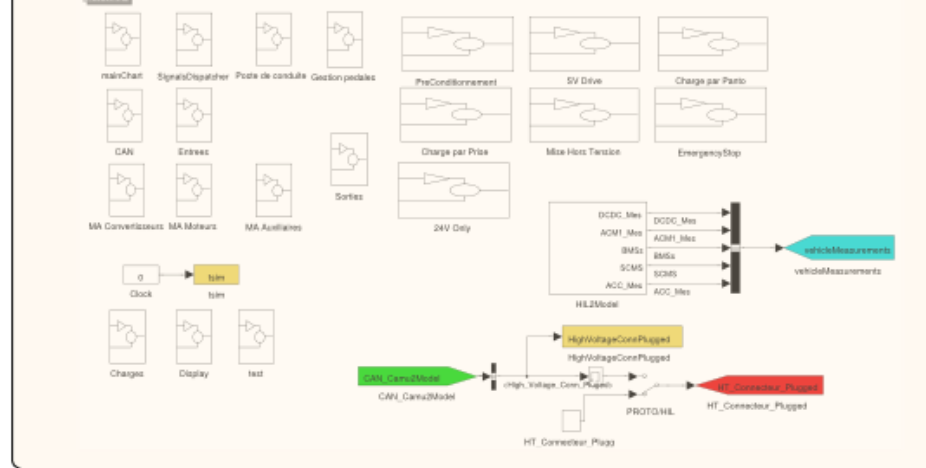 mainChart SignalsDispatcher Poste de conduite Gestion pedales PreConditionnement SV Drive Charge par Panto
CAN Entrees Charge par Prise Mise Hors Tension EmergencyStop
Sorties
MA Convertisseurs MA Moteurs MA Auxiliaires 24V Only
DCDC_Mes DCDC_Mes
ACM1_Mes ACM1_Mes
BMSs BMSs
SCMS SCMS
ACC_Mes ACC_Mes
HIL2Model
vehicleMeasurements
vehicleMeasurements
0 tsim
Clock tsim
Charges Display test
HighVoltageConnPlugged
HighVoltageConnPlugged
CAN_Camu2Model
CAN_Camu2Model
<High_Voltage_Conn_Plugged>
HT_Connecteur_Plugged
HT_Connecteur_Plugged
PROTO/HIL
HT_Connecteur_Plugg